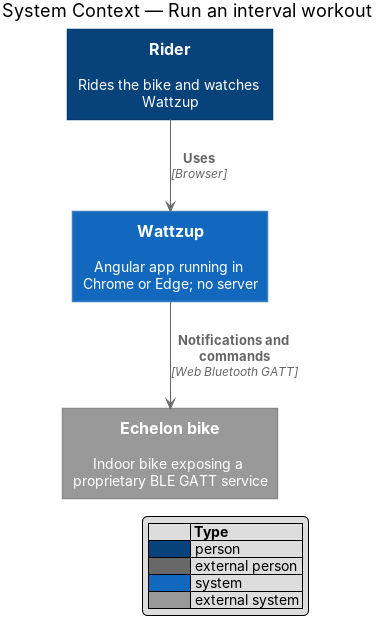 System Context — Run an interval workout
Rider
Rides the bike and watches
Wattzup
Uses
[Browser]
Wattzup
Angular app running in
Chrome or Edge; no server
Notifications and
commands
[Web Bluetooth GATT]
Echelon bike
Indoor bike exposing a
proprietary BLE GATT service
Type
person
external person
system
external system